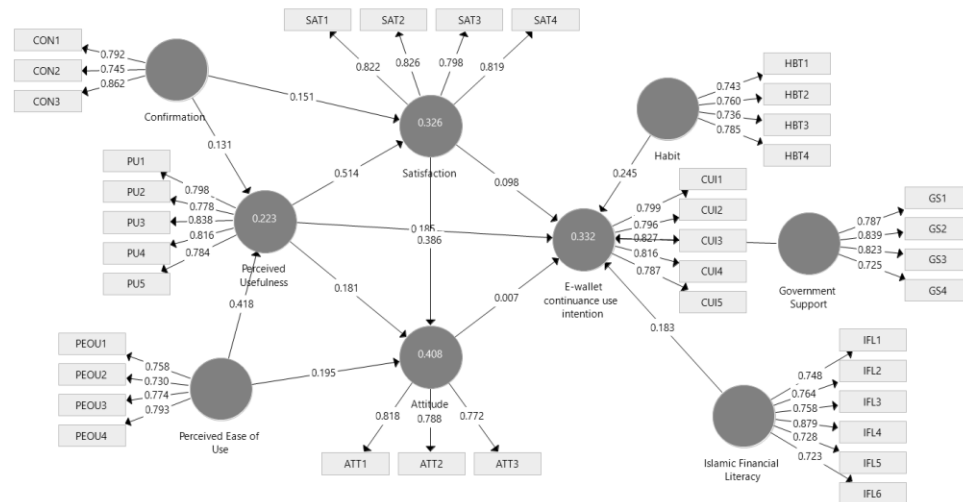 SAT1
SAT2
SAT3
SAT4
CON1
CON2
CON3
0.792
0.745
0.862
0.822
0.826
0.798
0.819
Confirmation
0.151
0.131
0.326
Satisfaction
HBT1
HBT2
HBT3
HBT4
0.743
0.760
0.736
0.785
Habit
0.245
PU1
PU2
PU3
PU4
PU5
0.798
0.778
0.838
0.816
0.784
0.223
Perceived
Usefulness
0.514
0.098
0.185
0.386
0.181
0.007
0.418
0.195
0.332
E-wallet
continuance use
intention
CUI1
CUI2
CUI3
CUI4
CUI5
0.799
0.796
0.827
0.816
0.787
GS1
GS2
GS3
GS4
0.787
0.839
0.823
0.725
Government
Support
0.183
PEOU1
PEOU2
PEOU3
PEOU4
0.758
0.730
0.774
0.793
Perceived Ease of
Use
0.408
Attitude
0.818
0.788
0.772
ATT1
ATT2
ATT3
IFL1
IFL2
IFL3
IFL4
IFL5
IFL6
0.748
0.764
0.758
0.879
0.728
0.723
Islamic Financial
Literacy